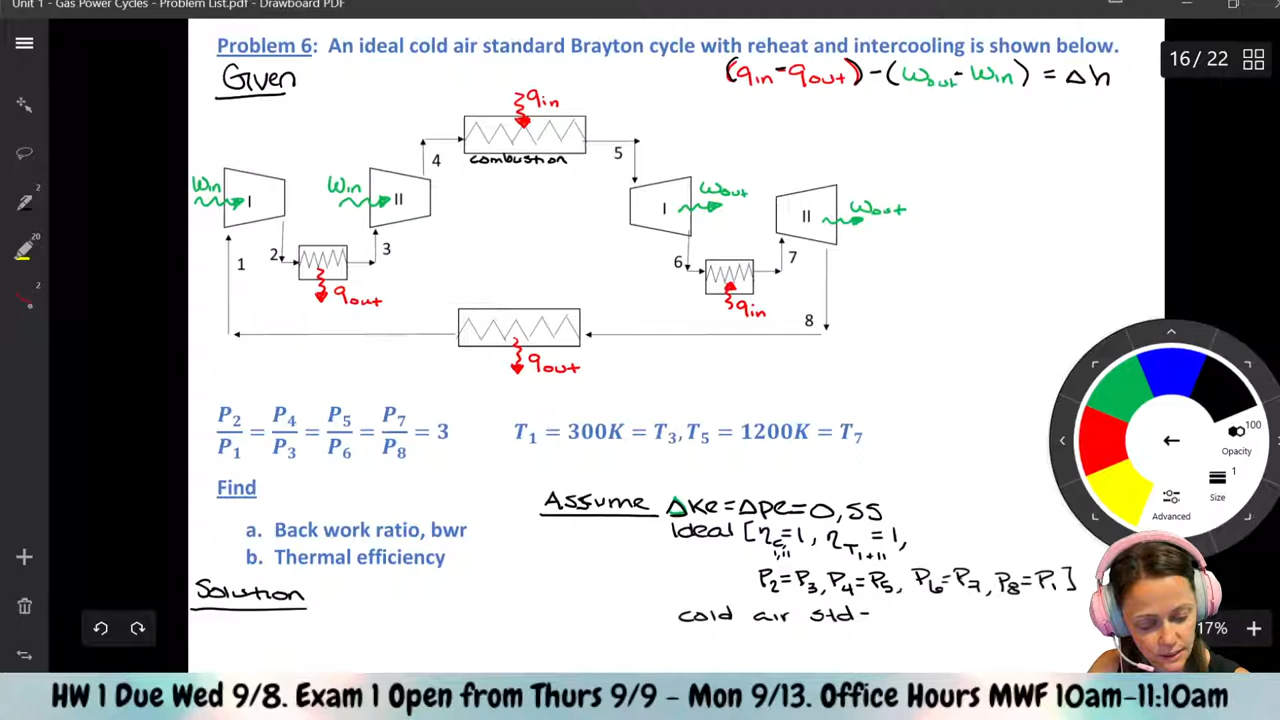 Unit 1 - Gas Power Cycles - Problem List.pdf - Drawboard PDF
Problem 6: An ideal cold air standard Brayton cycle with reheat and intercooling is shown below.
16 / 22
Given
(qin - qout) - (Wout - Win) = Δh
qin
combustion
4
5
Win
I
Win
II
I
Wout
II
Wout
1
2
3
6
7
qout
qin
8
qout
P2/P1 = P4/P3 = P5/P6 = P7/P8 = 3
T1 = 300K = T3, T5 = 1200K = T7
Find
a. Back work ratio, bwr
b. Thermal efficiency
Solution
Assume ΔKe = ΔPe = 0, SS
Ideal [ηc I,II = 1, ηT I+II = 1,
P2 = P3, P4 = P5, P6 = P7, P8 = P1]
cold air std -
2
20
2
100
Opacity
1
Size
Advanced
17%
HW 1 Due Wed 9/8. Exam 1 Open from Thurs 9/9 - Mon 9/13. Office Hours MWF 10am-11:10am